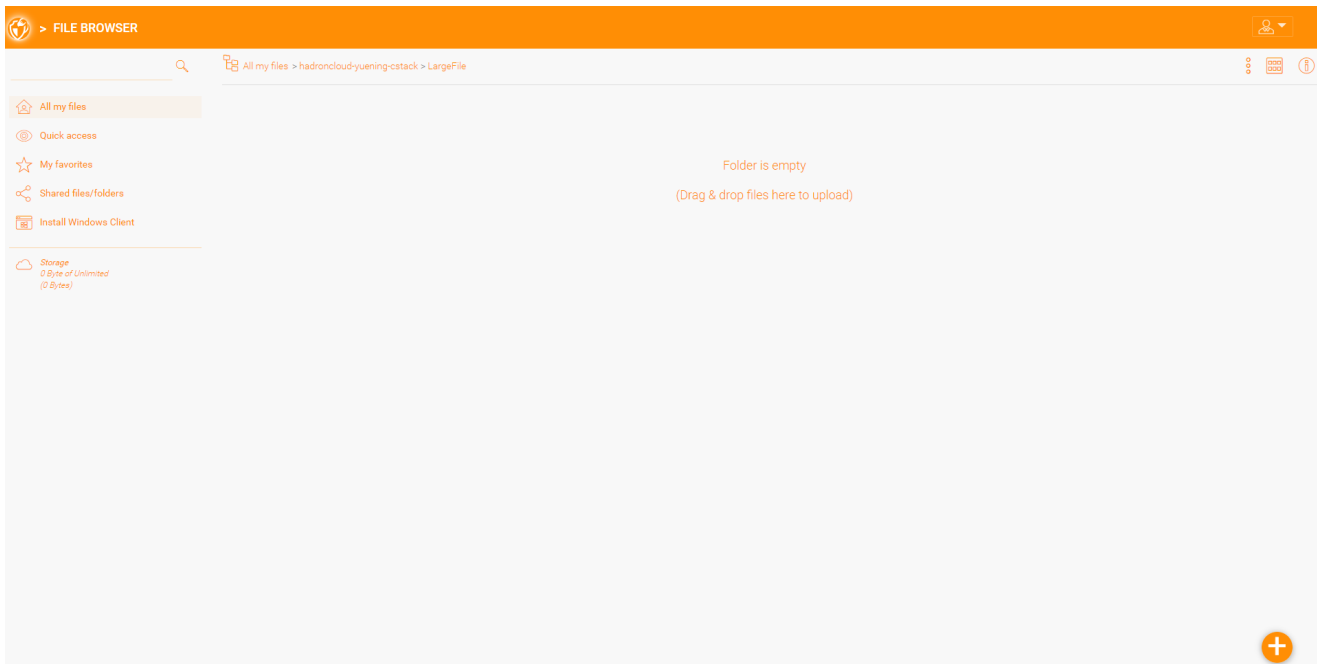 > FILE BROWSER
All my files > hadroncloud-yuening-cstack > LargeFile
All my files
Quick access
My favorites
Shared files/folders
Install Windows Client
Storage
0 Byte of Unlimited
(0 Bytes)
Folder is empty
(Drag & drop files here to upload)